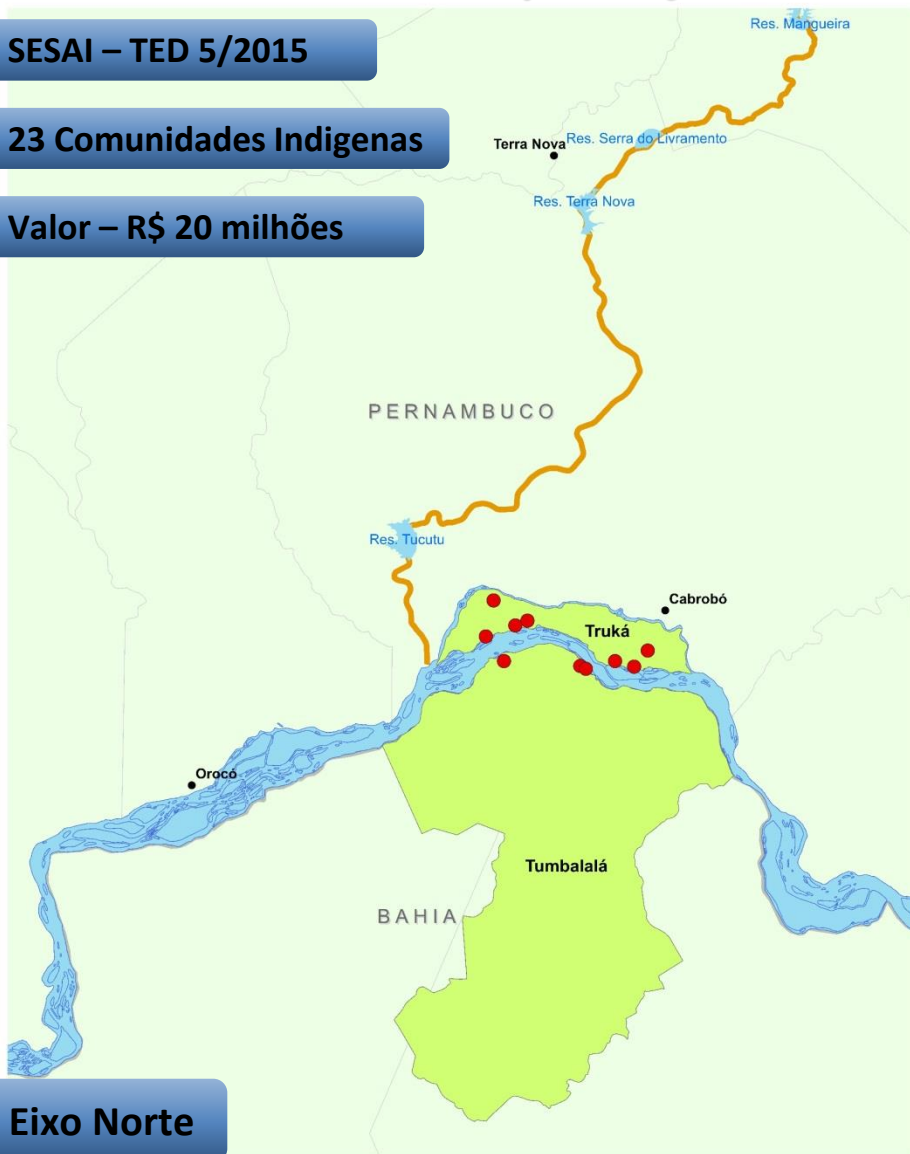 Res. Mangueira
SESAI – TED 5/2015
23 Comunidades Indigenas
Terra Nova
Res. Serra do Livramento
Res. Terra Nova
Valor – R$ 20 milhões
PERNAMBUCO
Res. Tucutu
Cabrobó
Truká
Orocó
Tumbalalá
BAHIA
Eixo Norte